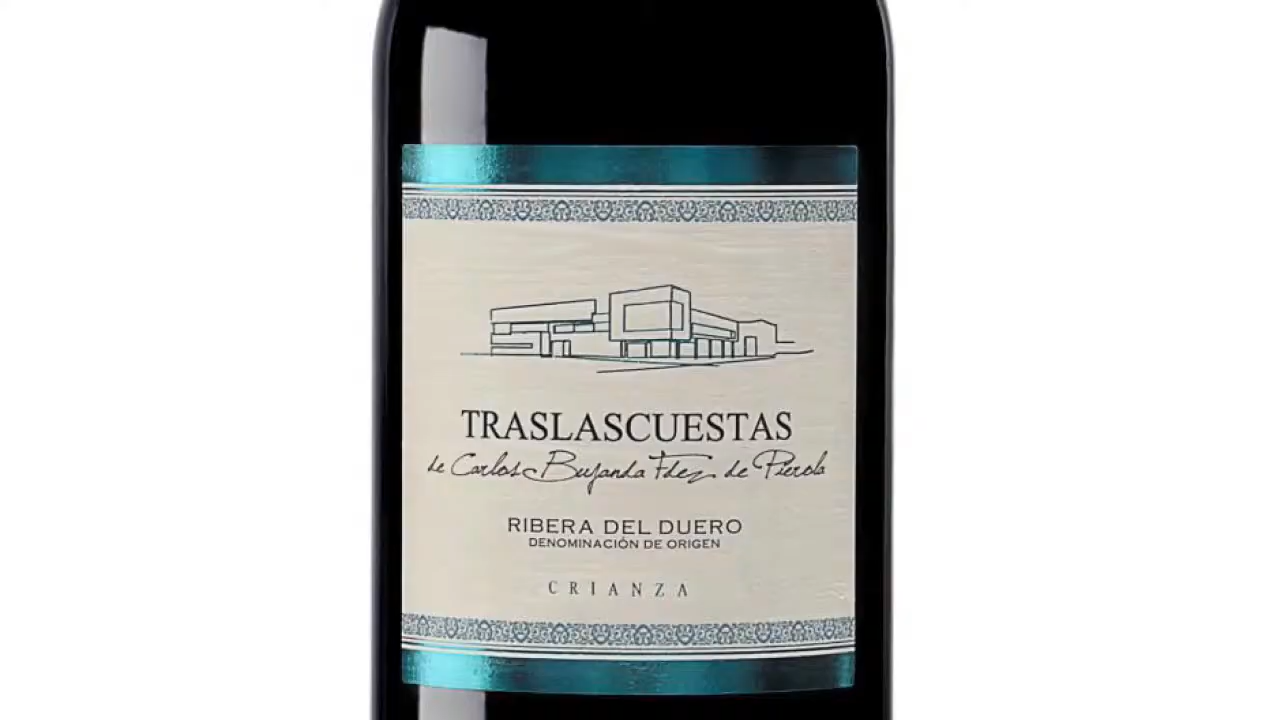 TRASLASCUESTAS
de Carlos Bujanda Fdez de Piérola
RIBERA DEL DUERO
DENOMINACIÓN DE ORIGEN
CRIANZA